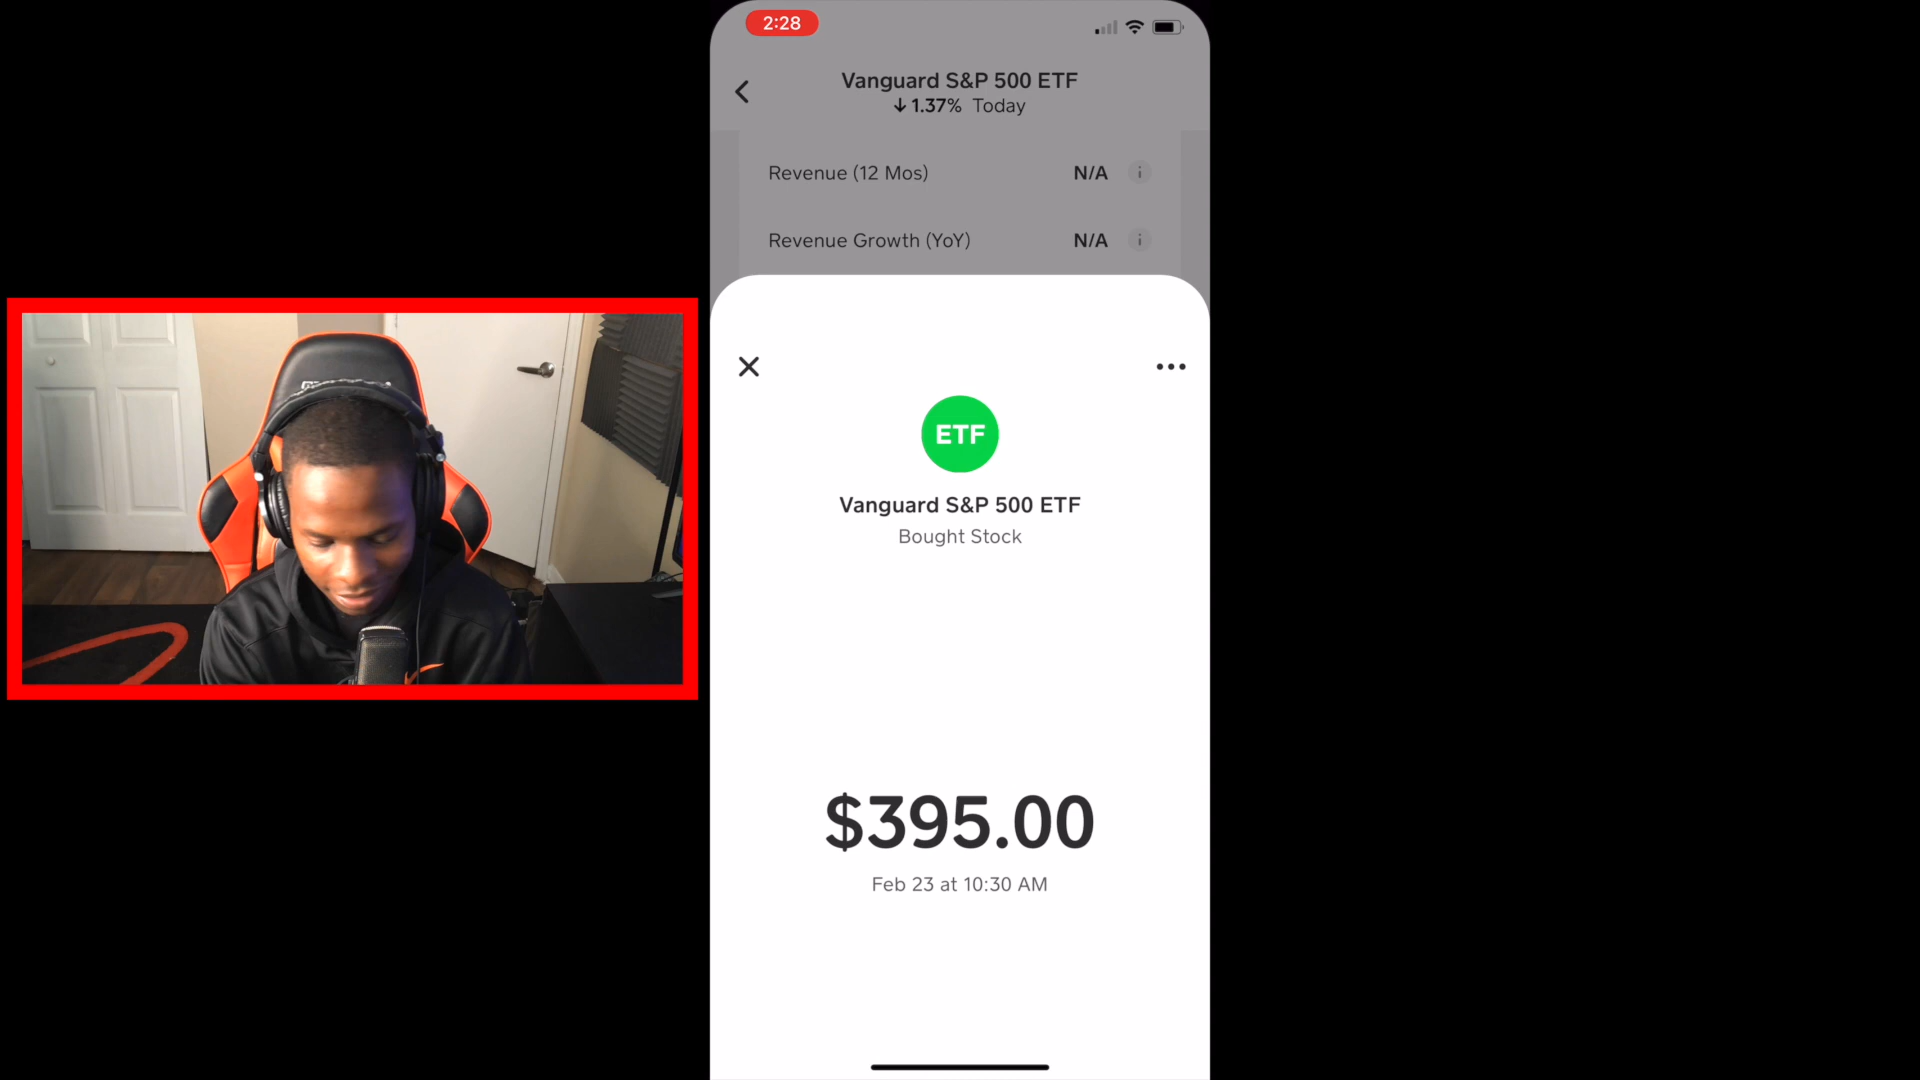 2:28
Vanguard S&P 500 ETF
↓ 1.37% Today
Revenue (12 Mos) N/A
Revenue Growth (YoY) N/A
ETF
Vanguard S&P 500 ETF
Bought Stock
$395.00
Feb 23 at 10:30 AM